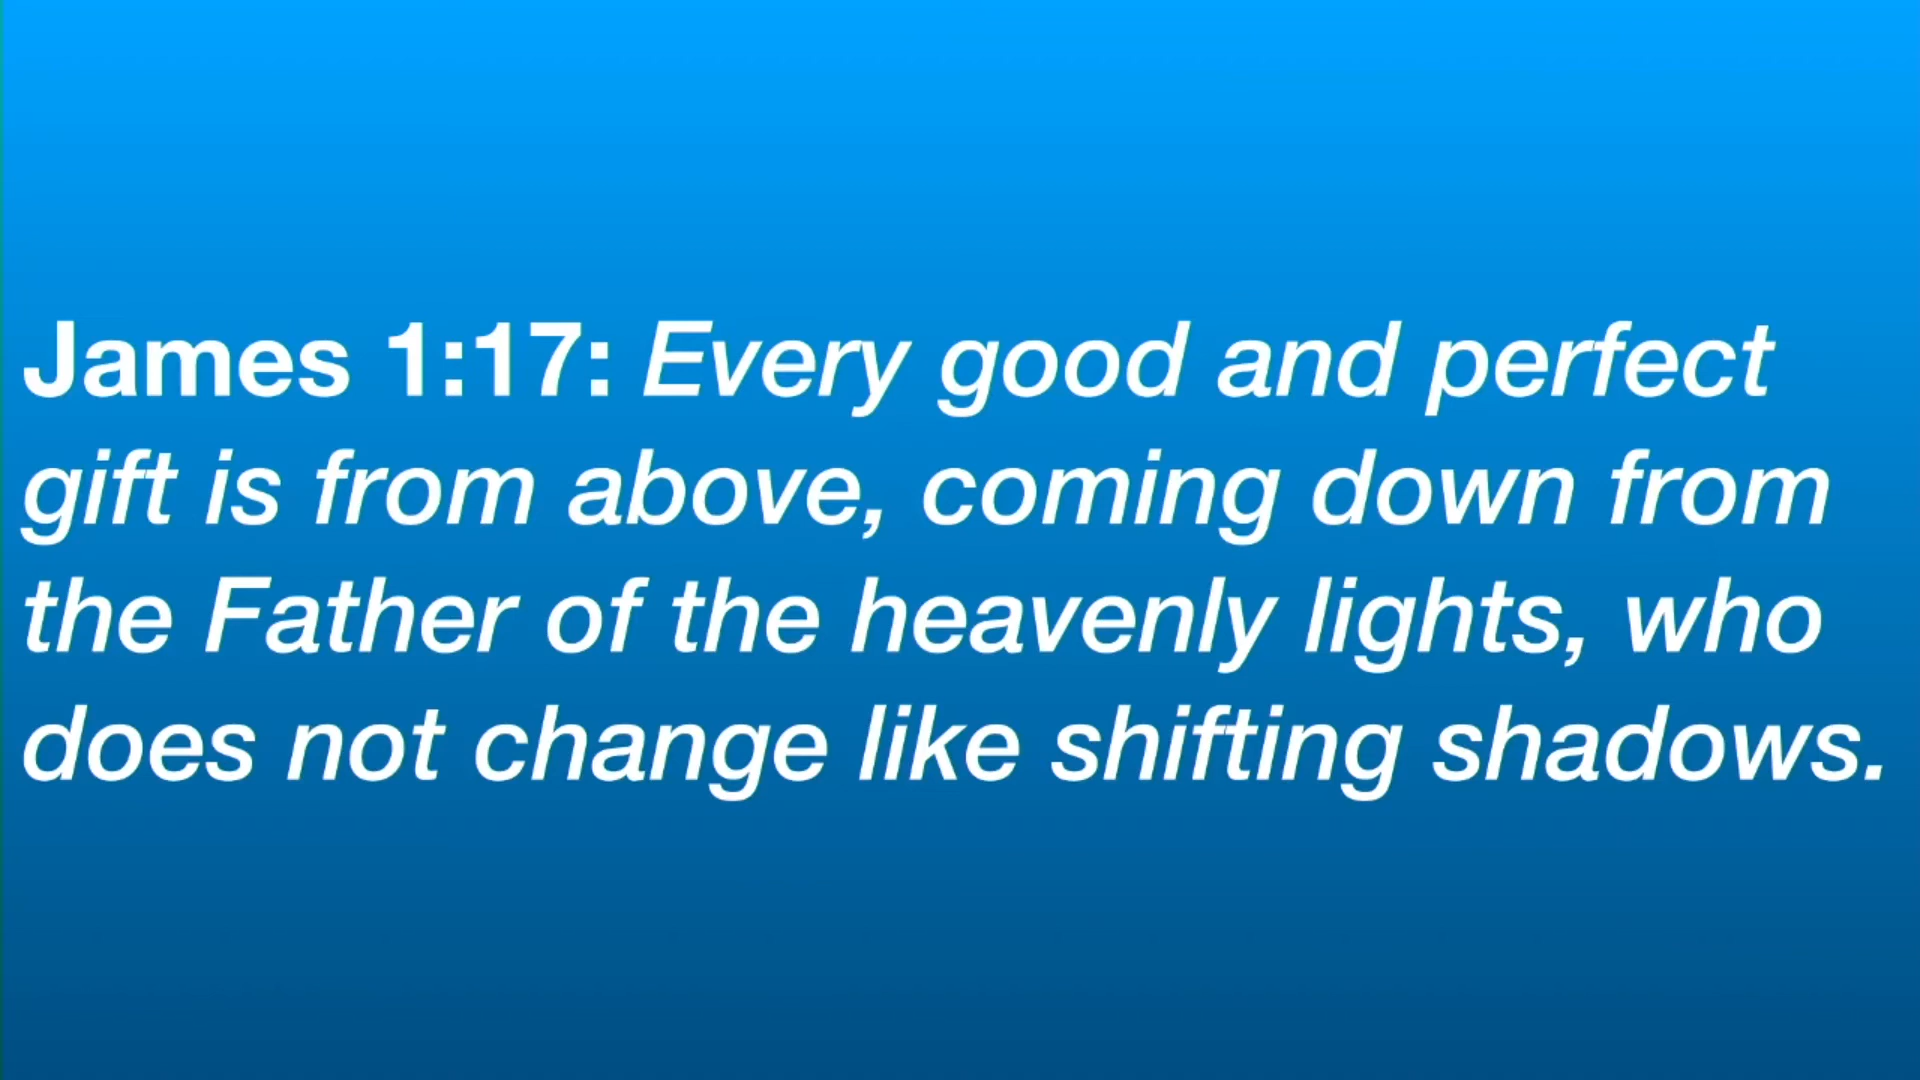 James 1:17: Every good and perfect
gift is from above, coming down from
the Father of the heavenly lights, who
does not change like shifting shadows.